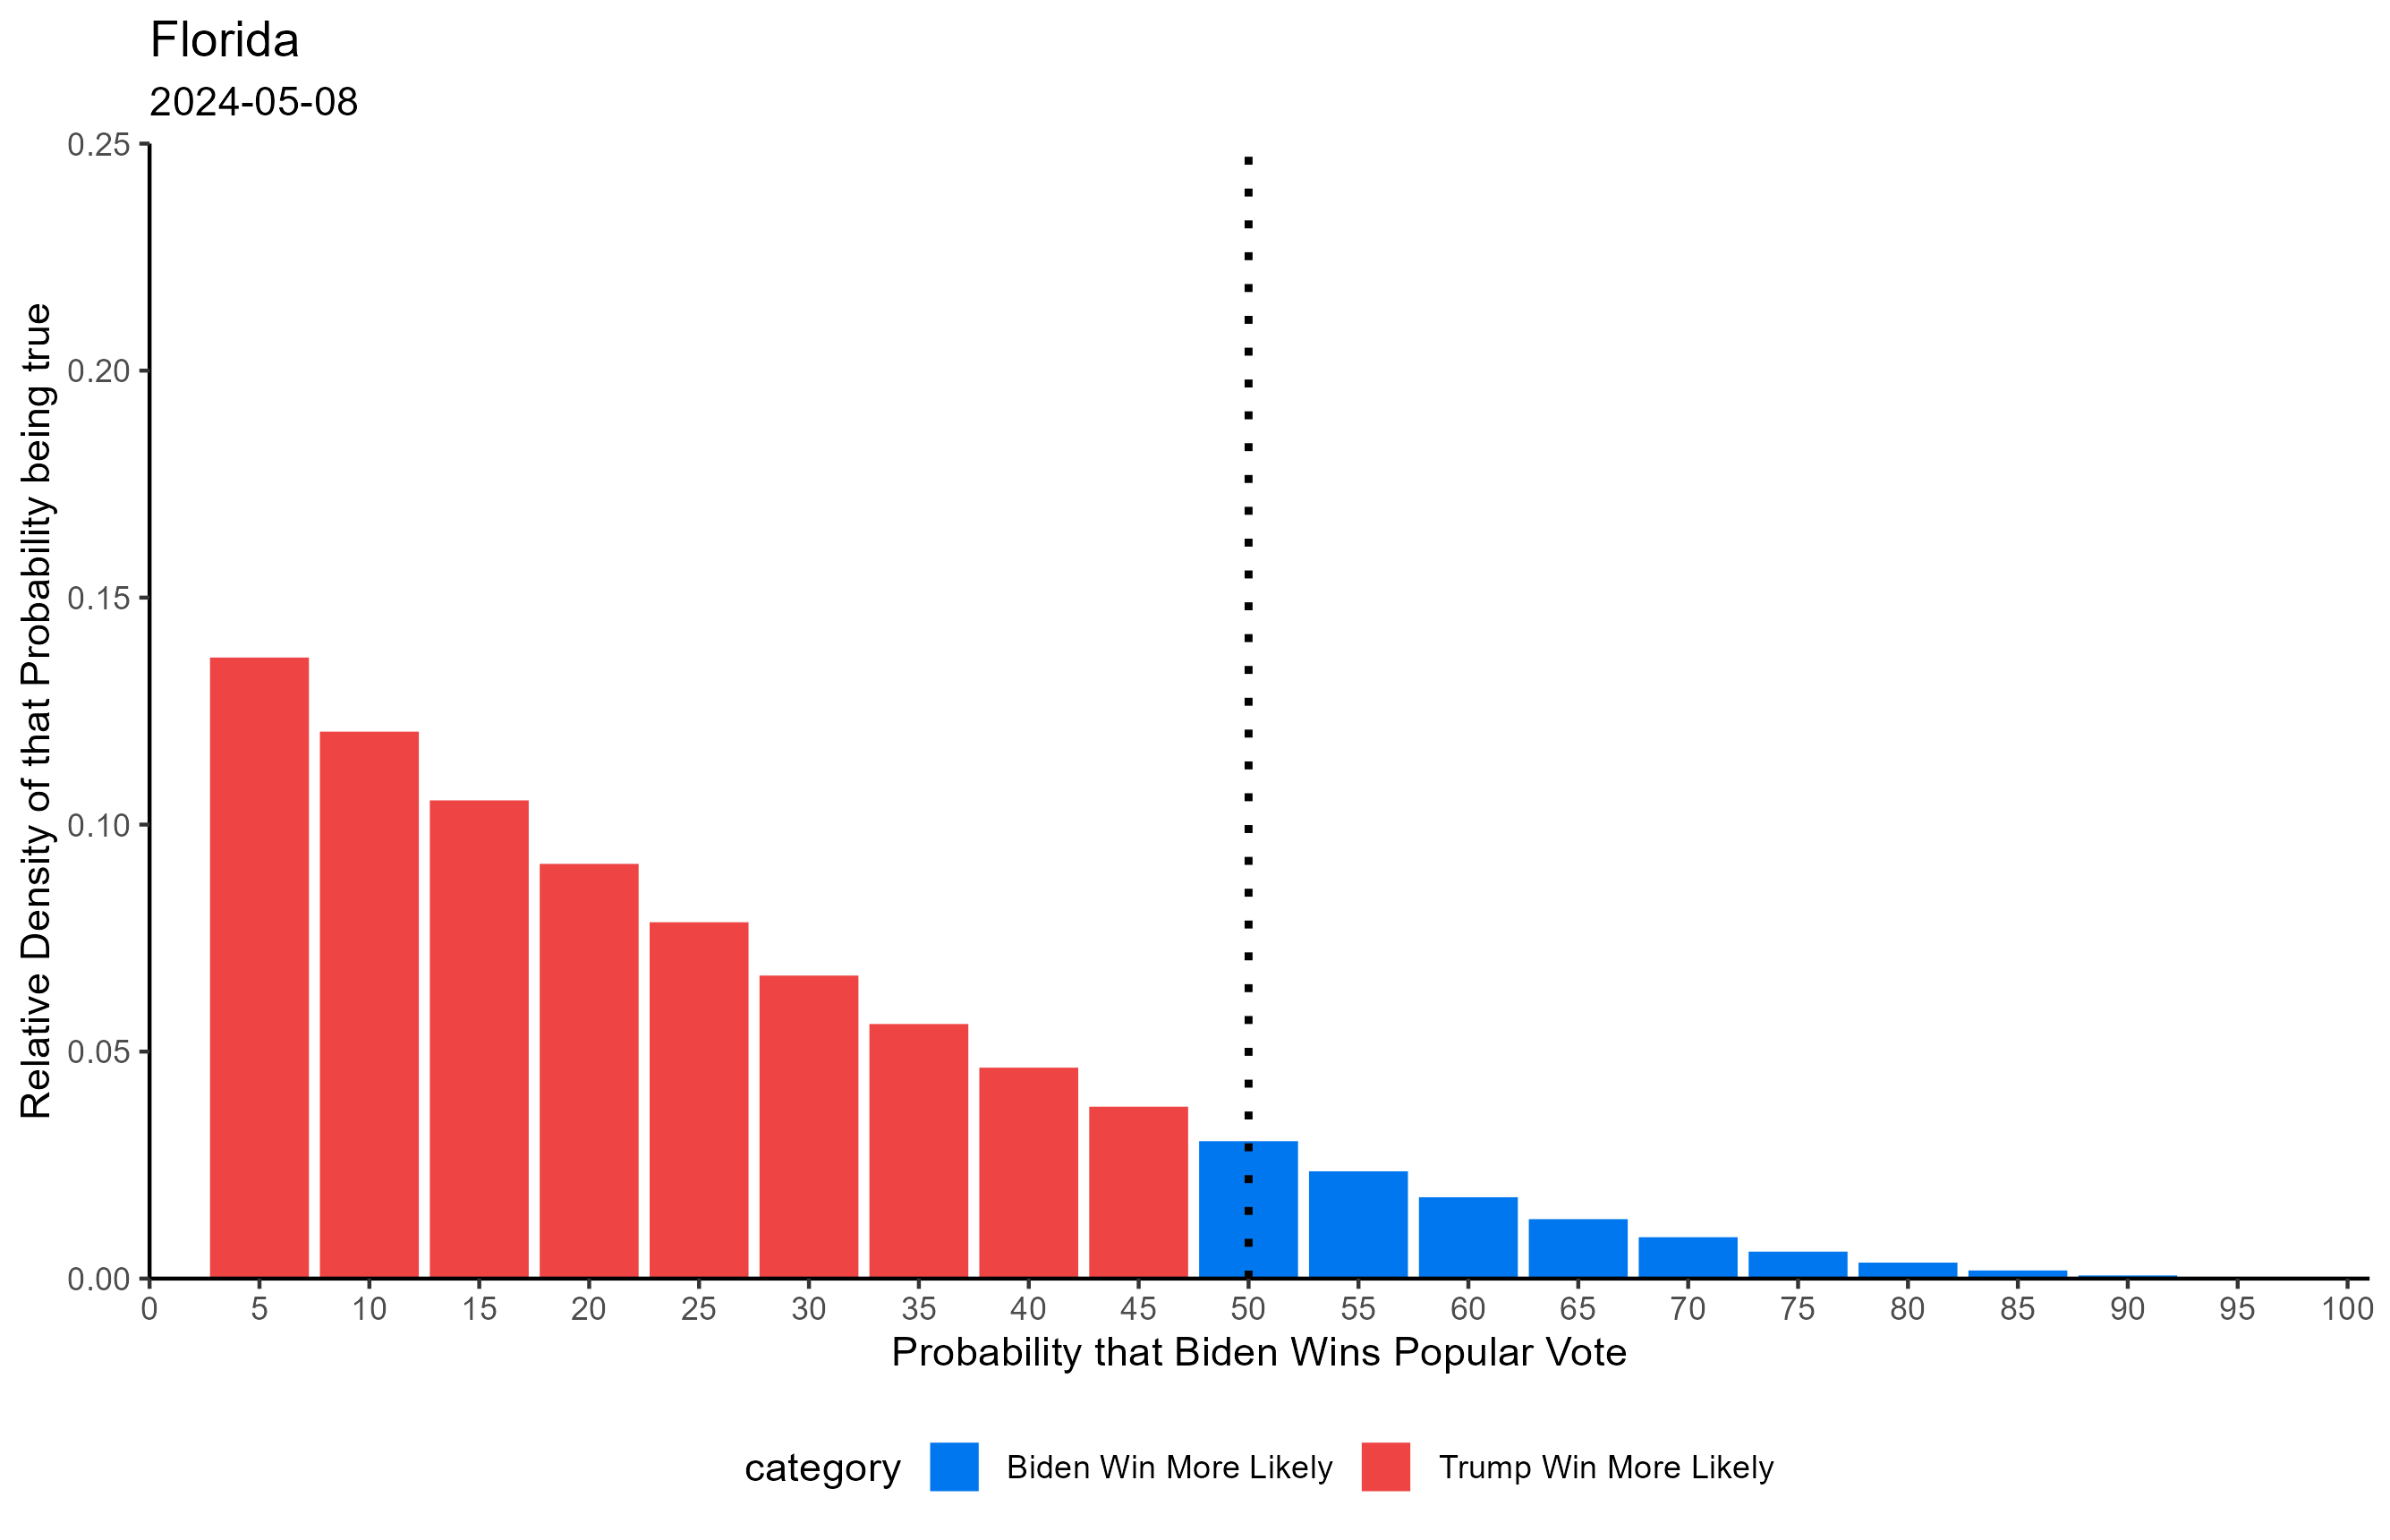 Florida
2024-05-08
Relative Density of that Probability being true
0.25
0.20
0.15
0.10
0.05
0.00
0 5 10 15 20 25 30 35 40 45 50 55 60 65 70 75 80 85 90 95 100
Probability that Biden Wins Popular Vote
category Biden Win More Likely Trump Win More Likely